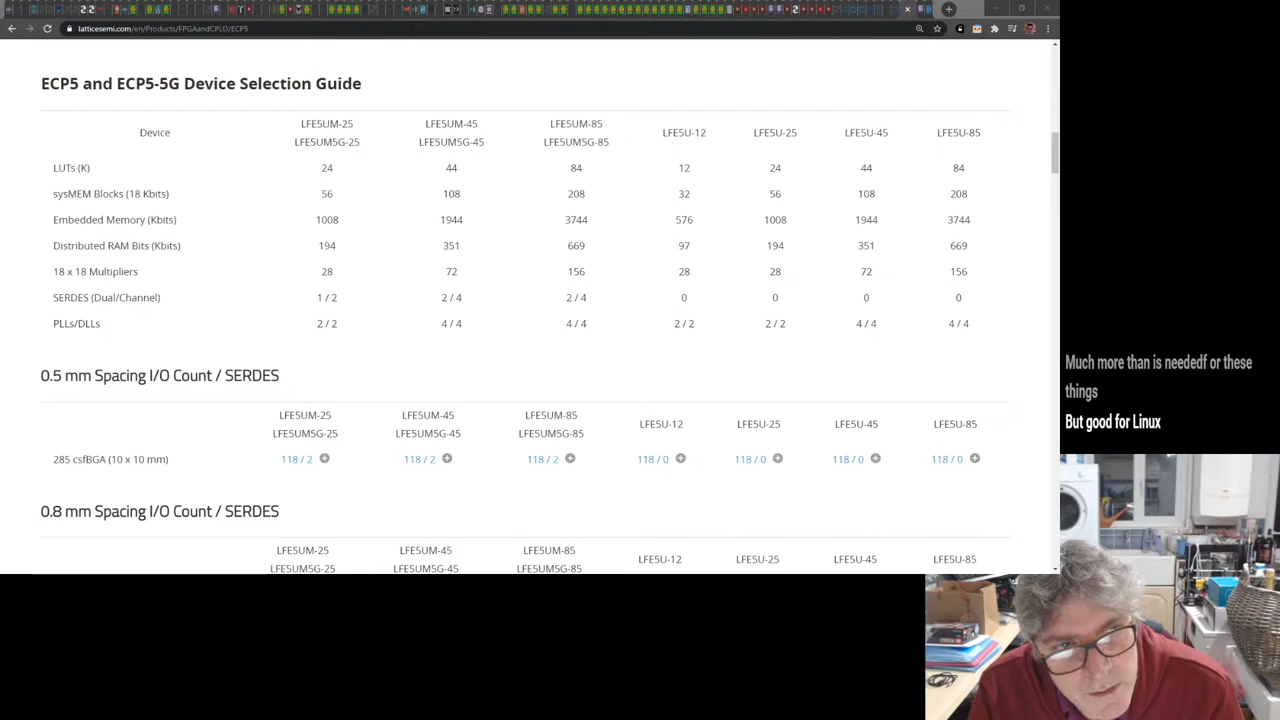 latticesemi.com/en/Products/FPGAandCPLD/ECP5
ECP5 and ECP5-5G Device Selection Guide
Device
LFE5UM-25 LFE5UM5G-25
LFE5UM-45 LFE5UM5G-45
LFE5UM-85 LFE5UM5G-85
LFE5U-12
LFE5U-25
LFE5U-45
LFE5U-85
LUTs (K) 24 44 84 12 24 44 84
sysMEM Blocks (18 Kbits) 56 108 208 32 56 108 208
Embedded Memory (Kbits) 1008 1944 3744 576 1008 1944 3744
Distributed RAM Bits (Kbits) 194 351 669 97 194 351 669
18 x 18 Multipliers 28 72 156 28 28 72 156
SERDES (Dual/Channel) 1 / 2 2 / 4 2 / 4 0 0 0 0
PLLs/DLLs 2 / 2 4 / 4 4 / 4 2 / 2 2 / 2 4 / 4 4 / 4
0.5 mm Spacing I/O Count / SERDES
LFE5UM-25 LFE5UM5G-25
LFE5UM-45 LFE5UM5G-45
LFE5UM-85 LFE5UM5G-85
LFE5U-12
LFE5U-25
LFE5U-45
LFE5U-85
285 csfBGA (10 x 10 mm) 118 / 2 118 / 2 118 / 2 118 / 0 118 / 0 118 / 0 118 / 0
0.8 mm Spacing I/O Count / SERDES
LFE5UM-25 LFE5UM5G-25
LFE5UM-45 LFE5UM5G-45
LFE5UM-85 LFE5UM5G-85
LFE5U-12
LFE5U-25
LFE5U-45
LFE5U-85
Much more than is neededf or these
things
But good for Linux